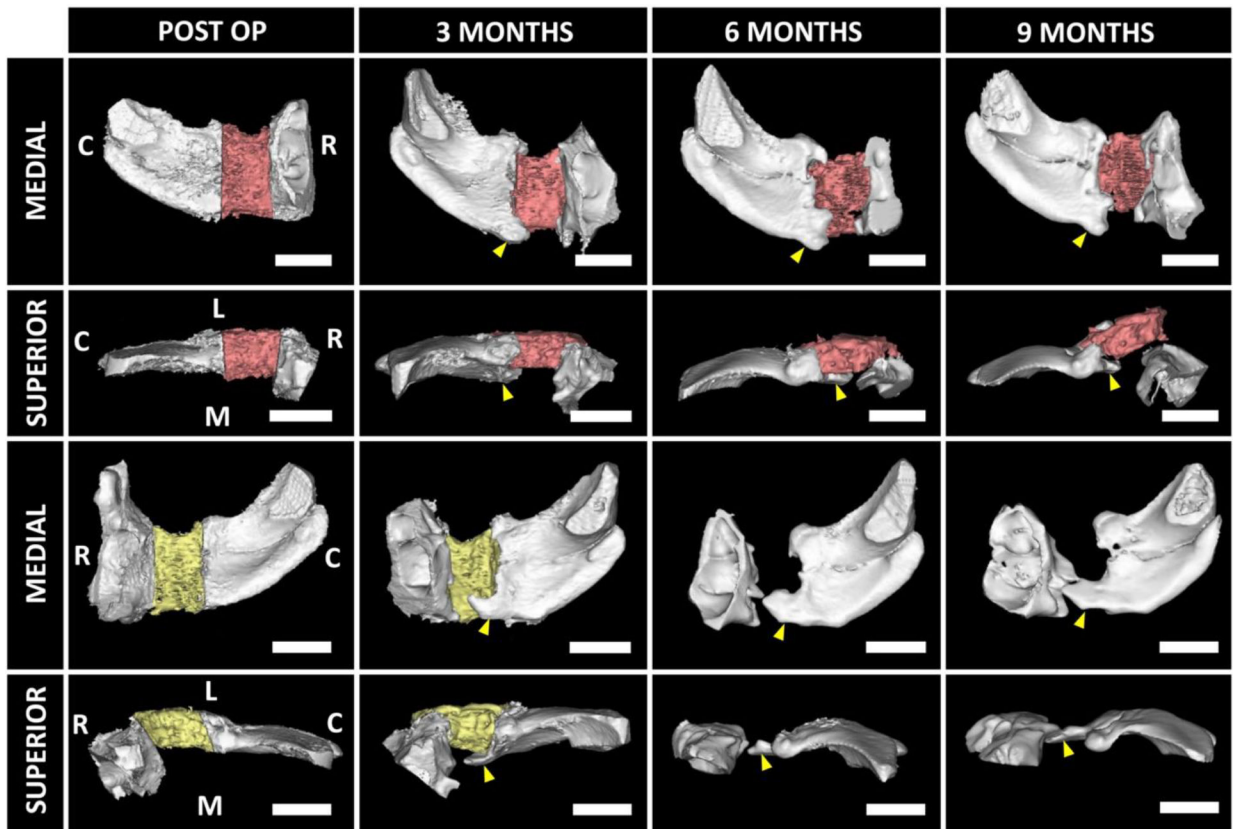 POST OP 3 MONTHS 6 MONTHS 9 MONTHS
MEDIAL C R
SUPERIOR C L R M
MEDIAL R C
SUPERIOR R L C M